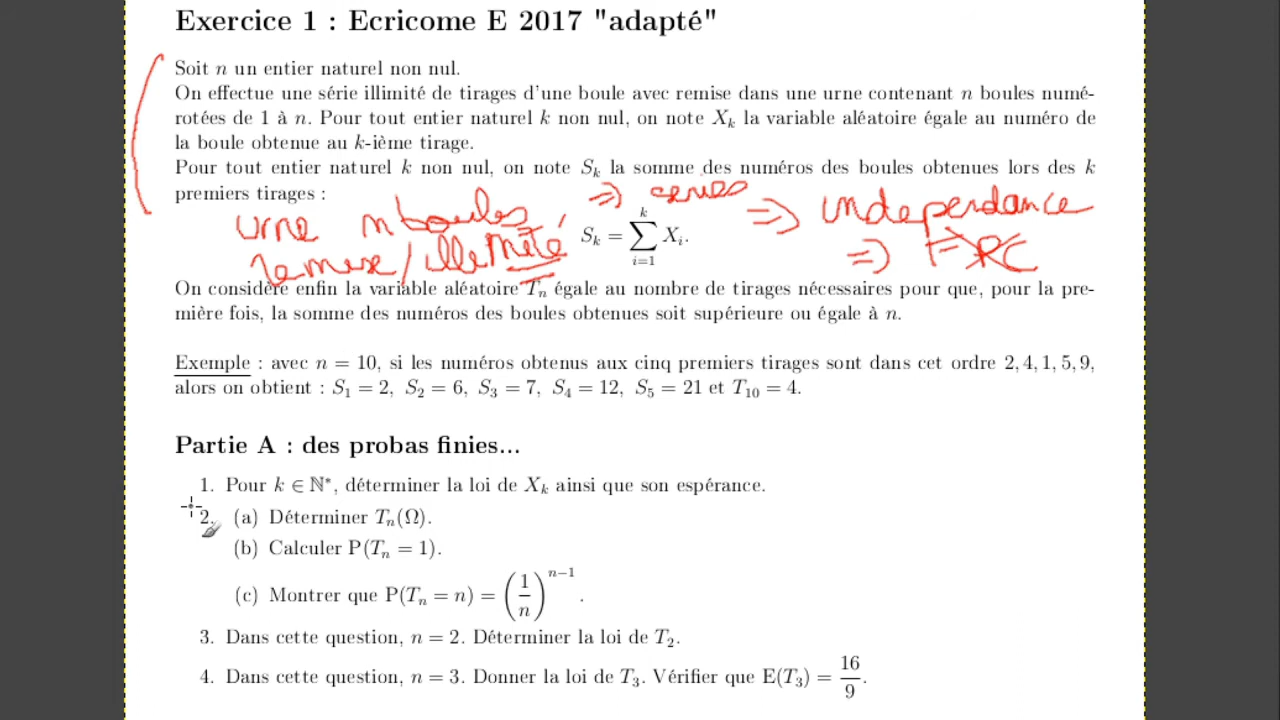 Exercice 1 : Ecricome E 2017 "adapté"
Soit n un entier naturel non nul.
On effectue une série illimité de tirages d'une boule avec remise dans une urne contenant n boules numé-
rotées de 1 à n. Pour tout entier naturel k non nul, on note X_k la variable aléatoire égale au numéro de
la boule obtenue au k-ième tirage.
Pour tout entier naturel k non nul, on note S_k la somme des numéros des boules obtenues lors des k
premiers tirages :
urne n boules
remise/illimité
S_k = \sum_{i=1}^{k} X_i.
=> indépendance
=> 
On considère enfin la variable aléatoire T_n égale au nombre de tirages nécessaires pour que, pour la pre-
mière fois, la somme des numéros des boules obtenues soit supérieure ou égale à n.
Exemple : avec n = 10, si les numéros obtenus aux cinq premiers tirages sont dans cet ordre 2, 4, 1, 5, 9,
alors on obtient : S_1 = 2, S_2 = 6, S_3 = 7, S_4 = 12, S_5 = 21 et T_10 = 4.
Partie A : des probas finies...
1. Pour k ∈ ℕ*, déterminer la loi de X_k ainsi que son espérance.
2. (a) Déterminer T_n(Ω).
(b) Calculer P(T_n = 1).
(c) Montrer que P(T_n = n) = (1/n)^{n−1}.
3. Dans cette question, n = 2. Déterminer la loi de T_2.
4. Dans cette question, n = 3. Donner la loi de T_3. Vérifier que E(T_3) = 16/9.